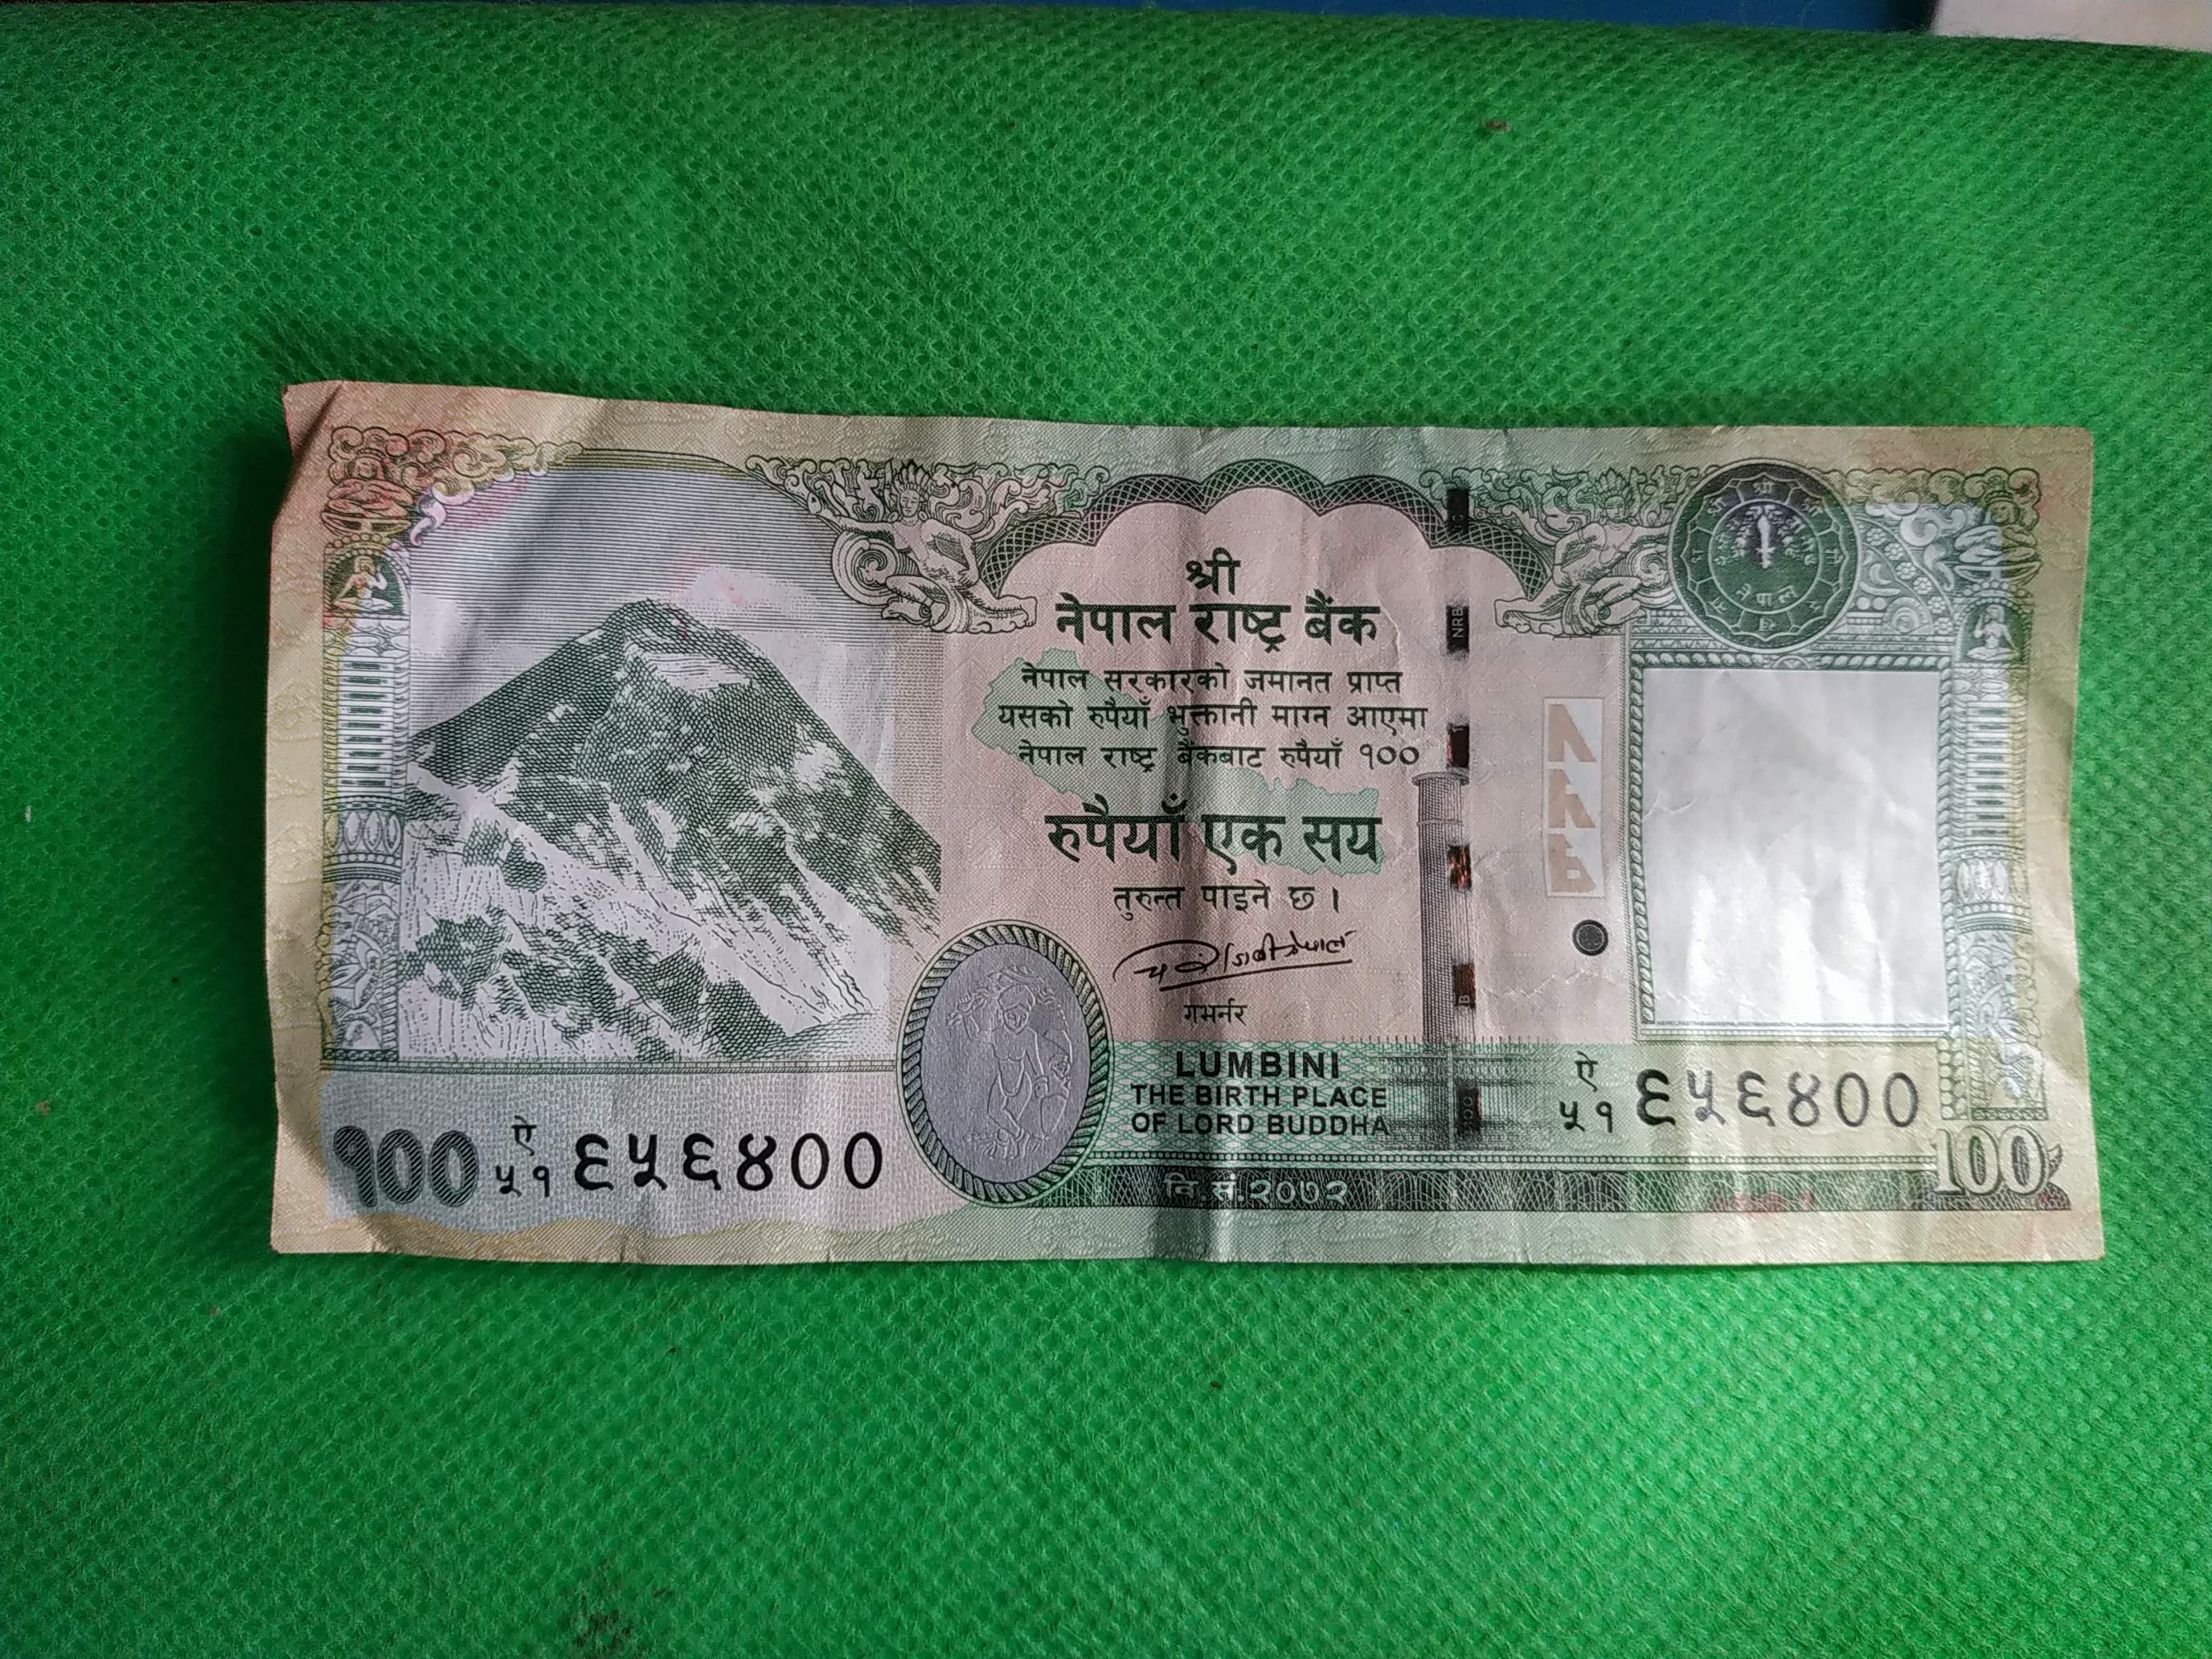 श्री
नेपाल राष्ट्र बैंक
नेपाल सरकारको जमानत प्राप्त
यसको रुपैयाँ भुक्तानी माग्न आएमा
नेपाल राष्ट्र बैंकबाट रुपैयाँ १००
रुपैयाँ एक सय
तुरुन्त पाइने छ ।
गभर्नर
LUMBINI
THE BIRTH PLACE
OF LORD BUDDHA
वि.सं.२०७२
१००
ऐ
५१ ६५६४००
ऐ
५१ ६५६४००
100
NRB
नेपाल